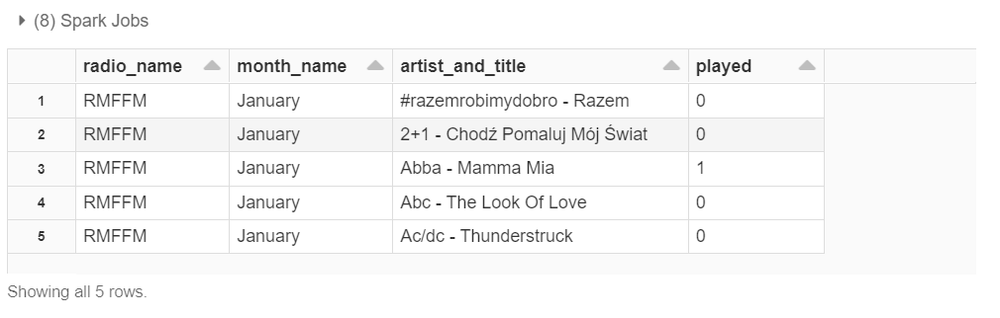 (8) Spark Jobs
radio_name month_name artist_and_title played
1 RMFFM January #razemrobimydobro - Razem 0
2 RMFFM January 2+1 - Chodź Pomaluj Mój Świat 0
3 RMFFM January Abba - Mamma Mia 1
4 RMFFM January Abc - The Look Of Love 0
5 RMFFM January Ac/dc - Thunderstruck 0
Showing all 5 rows.